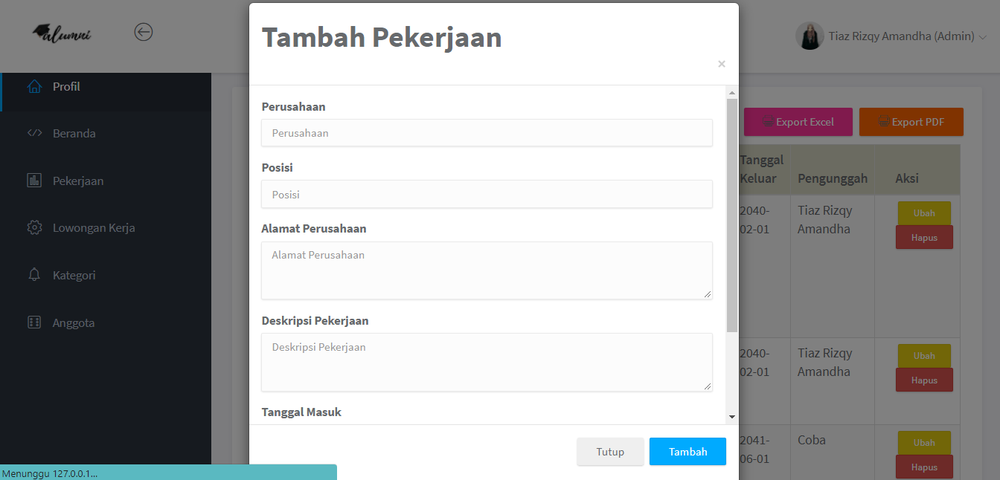 alumni
Tiaz Rizqy Amandha (Admin)
Profil
Beranda
Pekerjaan
Lowongan Kerja
Kategori
Anggota
Tambah Pekerjaan
×
Perusahaan
Perusahaan
Posisi
Posisi
Alamat Perusahaan
Alamat Perusahaan
Deskripsi Pekerjaan
Deskripsi Pekerjaan
Tanggal Masuk
Tutup
Tambah
Export Excel
Export PDF
Tanggal
Keluar
Pengunggah
Aksi
2040-
02-01
Tiaz Rizqy
Amandha
Ubah
Hapus
2040-
02-01
Tiaz Rizqy
Amandha
Ubah
Hapus
2041-
06-01
Coba
Ubah
Hapus
Menunggu 127.0.0.1...